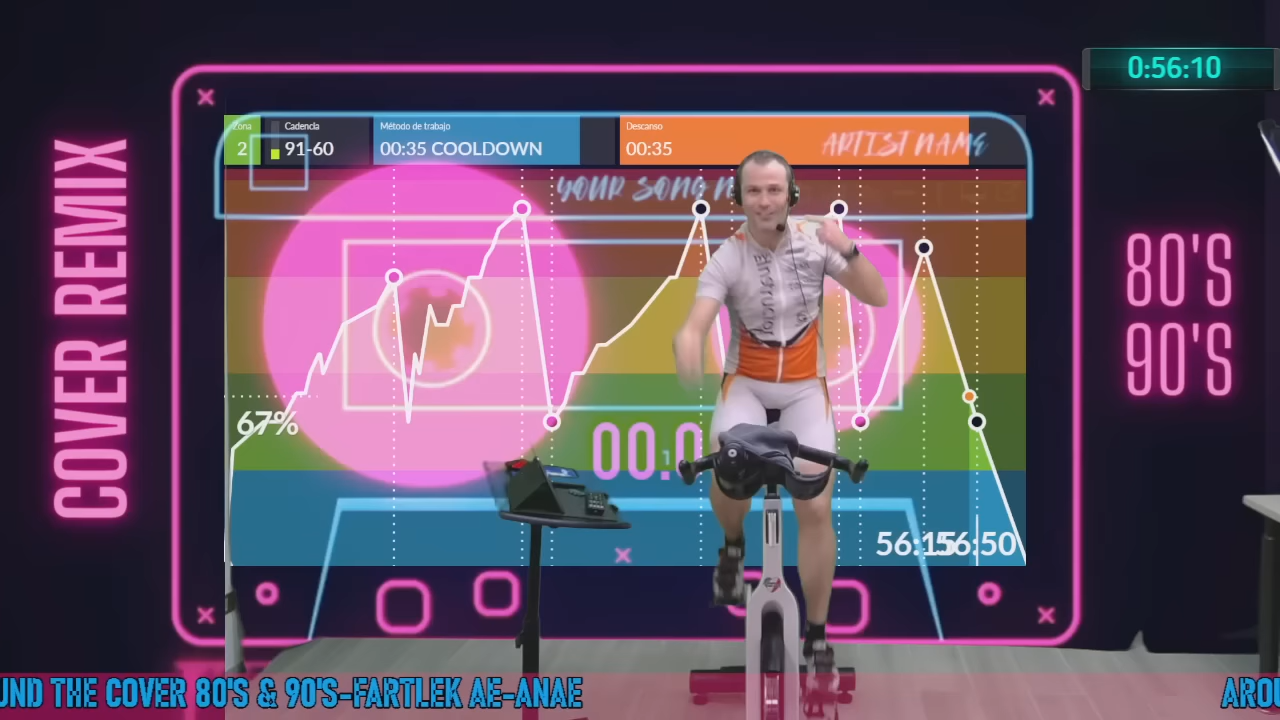 0:56:10
Zona
2
Cadencia
91-60
Método de trabajo
00:35 COOLDOWN
Descanso
00:35
ARTIST NAME
YOUR SONG N
COVER REMIX
80'S
90'S
67%
00.0
56:15
56:50
UND THE COVER 80'S & 90'S-FARTLEK AE-ANAE
AROU